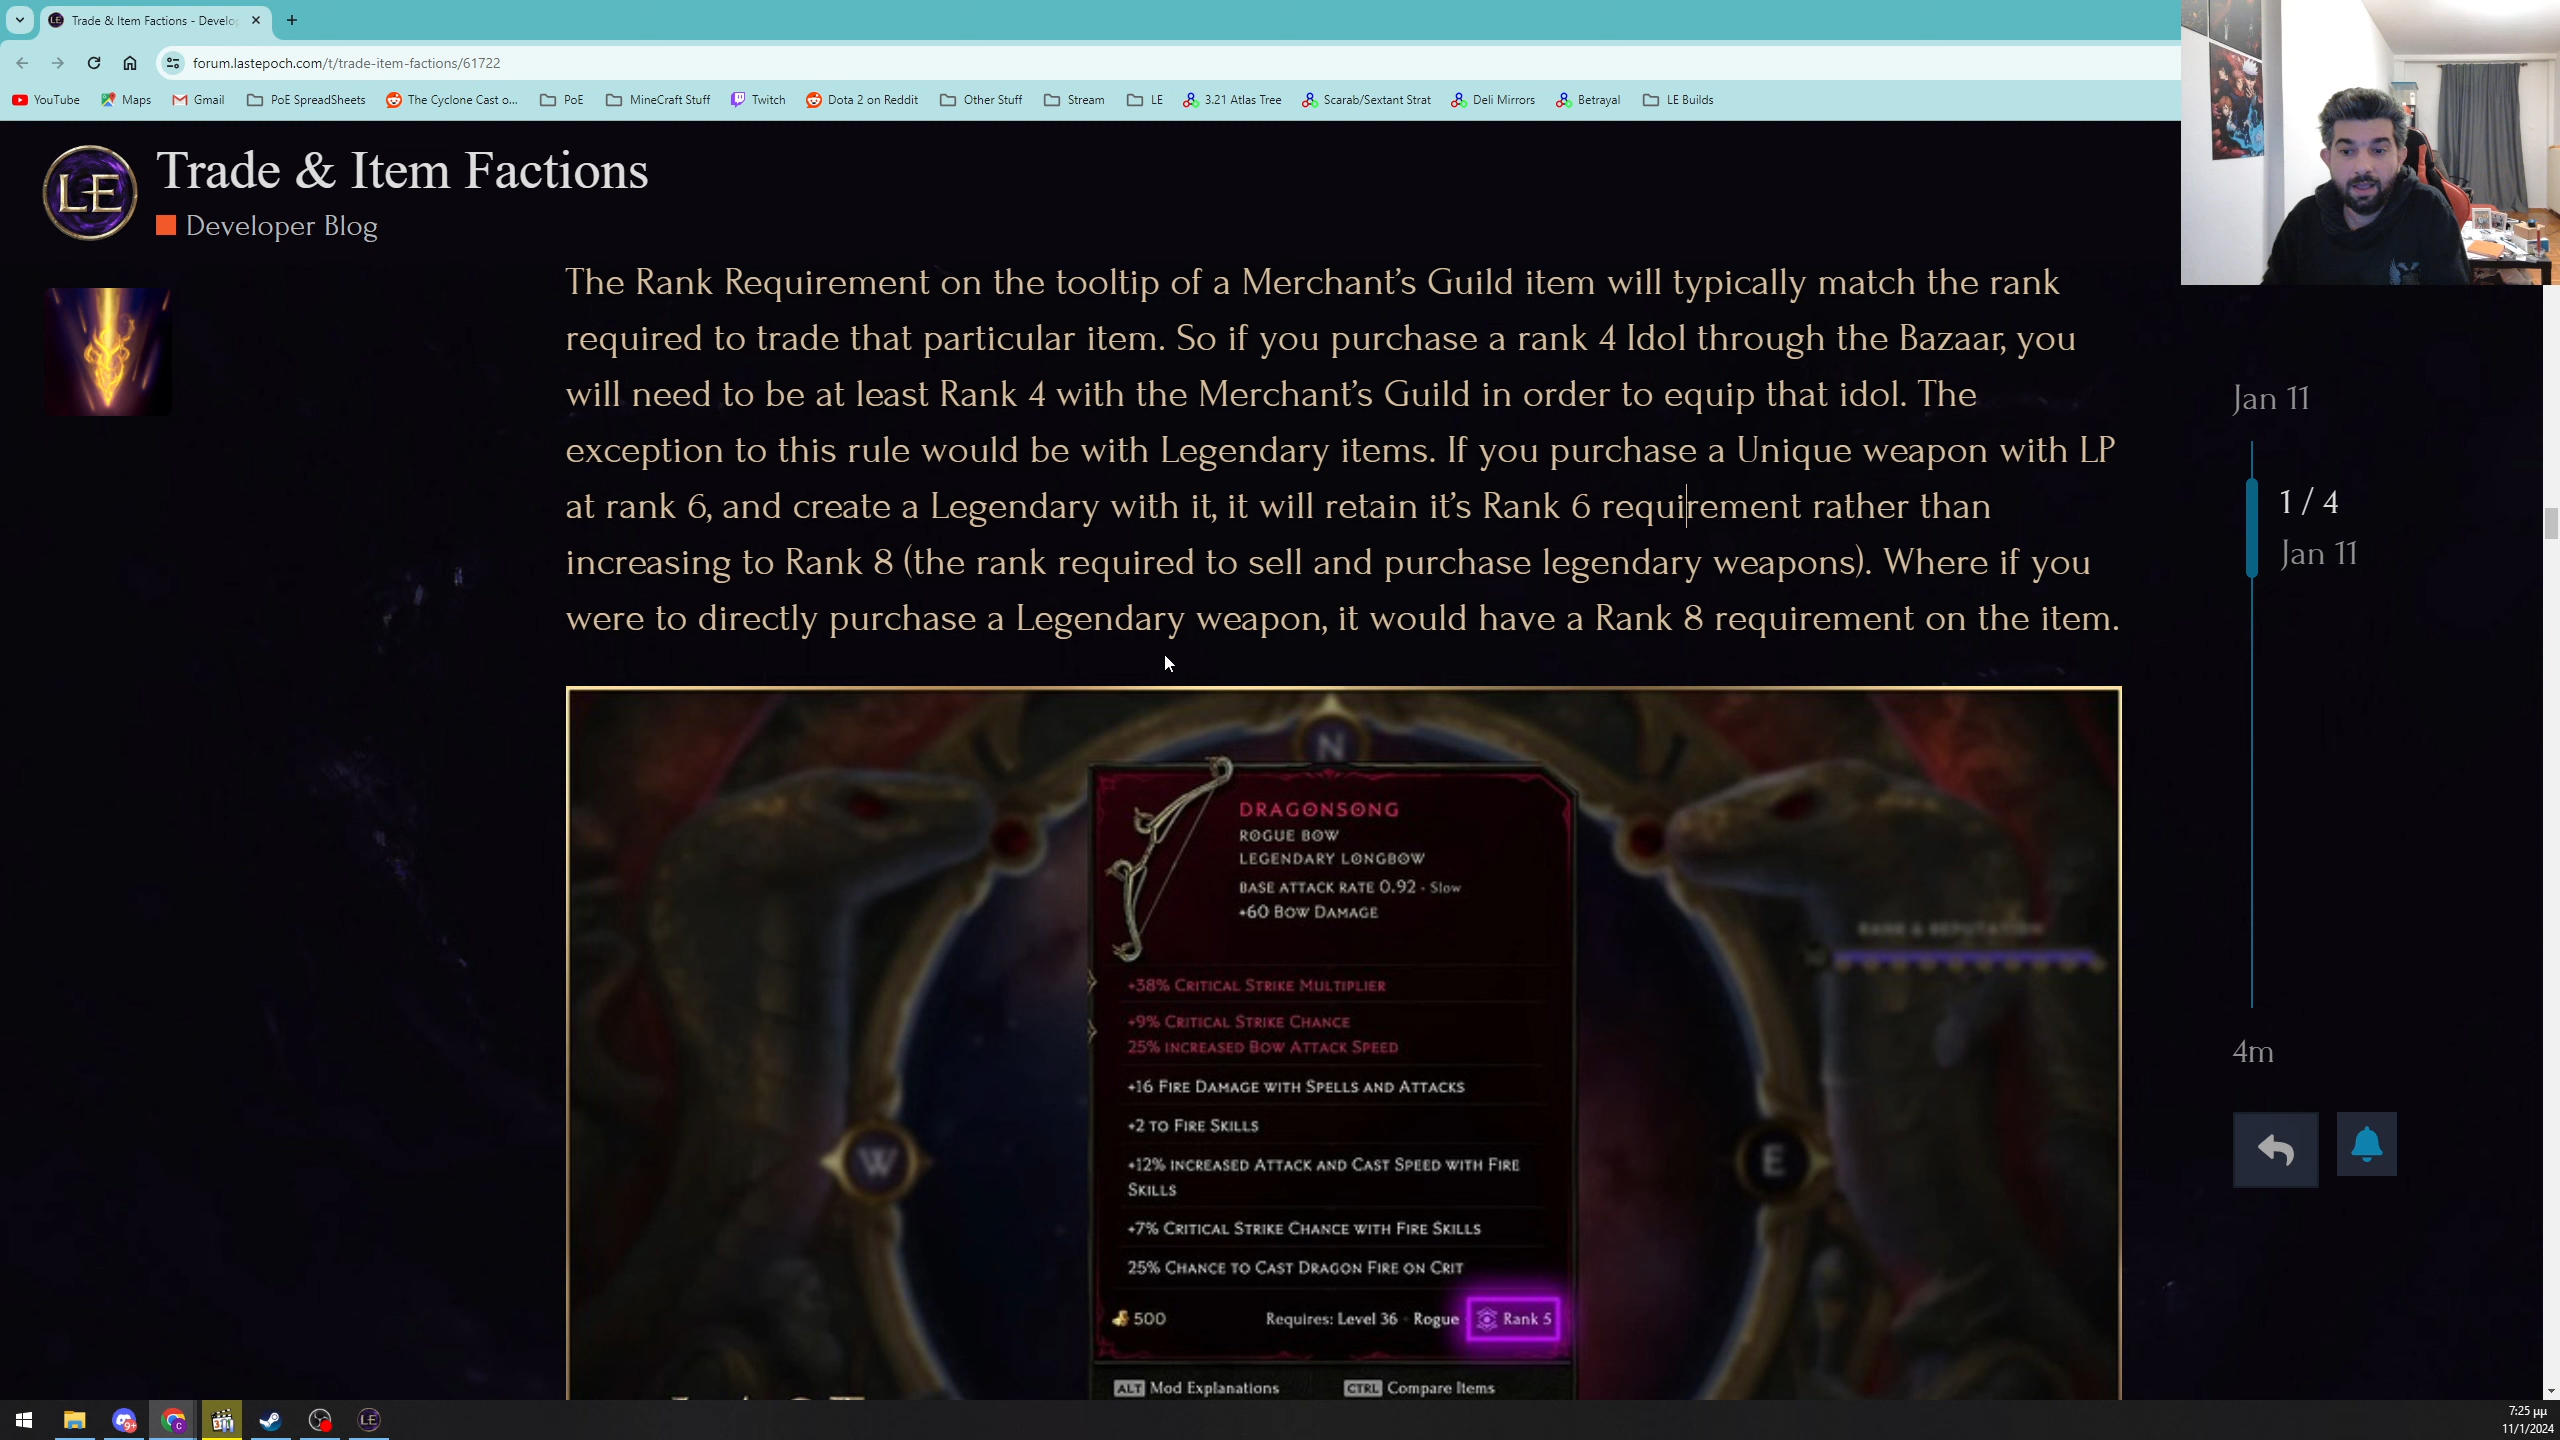 Trade & Item Factions - Develo
forum.lastepoch.com/t/trade-item-factions/61722
YouTube
Maps
Gmail
PoE SpreadSheets
The Cyclone Cast o...
PoE
MineCraft Stuff
Twitch
Dota 2 on Reddit
Other Stuff
Stream
LE
3.21 Atlas Tree
Scarab/Sextant Strat
Deli Mirrors
Betrayal
LE Builds
LE
Trade & Item Factions
Developer Blog
The Rank Requirement on the tooltip of a Merchant’s Guild item will typically match the rank
required to trade that particular item. So if you purchase a rank 4 Idol through the Bazaar, you
will need to be at least Rank 4 with the Merchant’s Guild in order to equip that idol. The
exception to this rule would be with Legendary items. If you purchase a Unique weapon with LP
at rank 6, and create a Legendary with it, it will retain it’s Rank 6 requirement rather than
increasing to Rank 8 (the rank required to sell and purchase legendary weapons). Where if you
were to directly purchase a Legendary weapon, it would have a Rank 8 requirement on the item.
Jan 11
1 / 4
Jan 11
4m
N
W
E
RANK & REPUTATION
DRAGONSONG
ROGUE BOW
LEGENDARY LONGBOW
BASE ATTACK RATE 0.92 - Slow
+60 BOW DAMAGE
+38% CRITICAL STRIKE MULTIPLIER
+9% CRITICAL STRIKE CHANCE
25% INCREASED BOW ATTACK SPEED
+16 FIRE DAMAGE WITH SPELLS AND ATTACKS
+2 TO FIRE SKILLS
+12% INCREASED ATTACK AND CAST SPEED WITH FIRE
SKILLS
+7% CRITICAL STRIKE CHANCE WITH FIRE SKILLS
25% CHANCE TO CAST DRAGON FIRE ON CRIT
500
Requires: Level 36 · Rogue
Rank 5
ALT Mod Explanations
CTRL Compare Items
9+
LE
7:25 μμ
11/1/2024